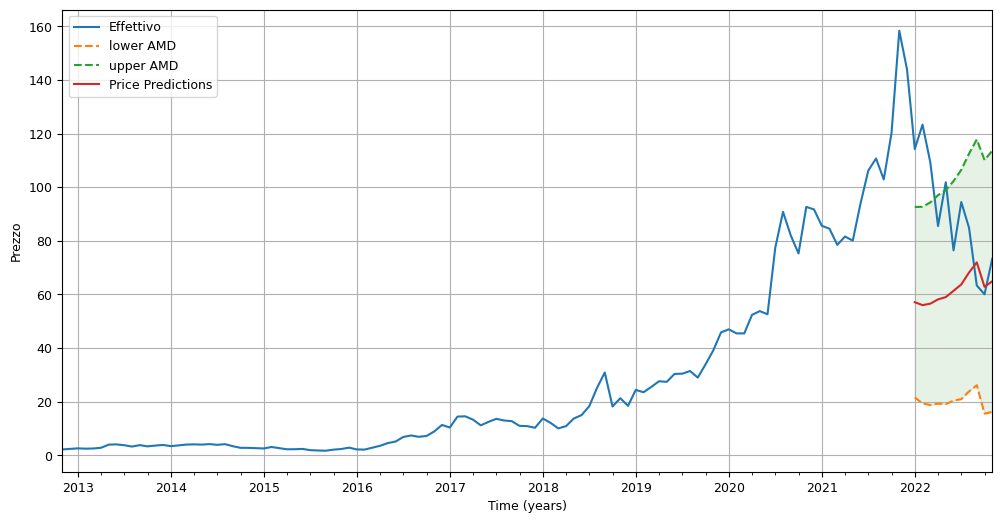 Effettivo
lower AMD
upper AMD
Price Predictions
160
140
120
100
80
60
40
20
0
Prezzo
2013 2014 2015 2016 2017 2018 2019 2020 2021 2022
Time (years)